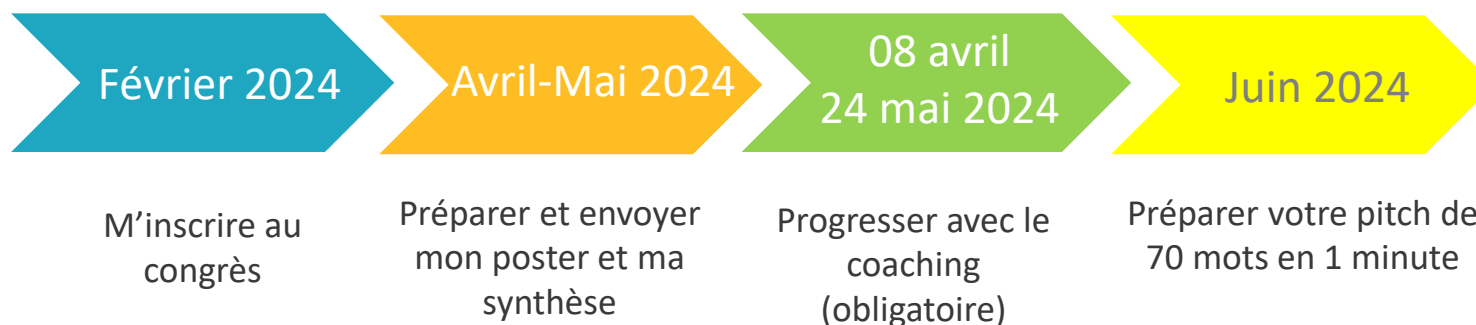 Février 2024
Avril-Mai 2024
08 avril
24 mai 2024
Juin 2024
M’inscrire au
congrès
Préparer et envoyer
mon poster et ma
synthèse
Progresser avec le
coaching
(obligatoire)
Préparer votre pitch de
70 mots en 1 minute